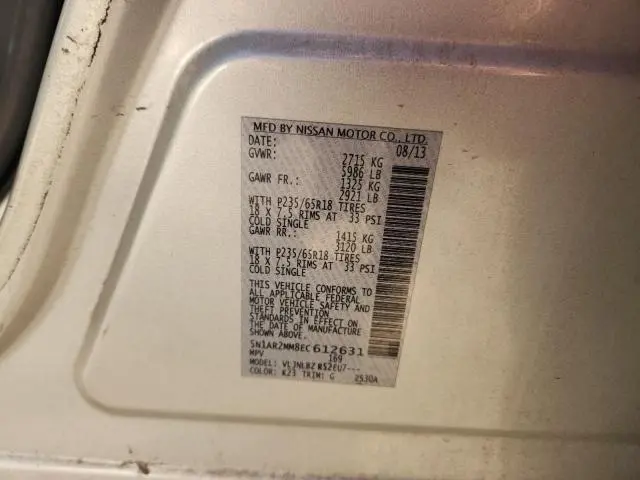 MFD BY NISSAN MOTOR CO., LTD.
DATE: 08/13
GVWR: 2715 KG
5986 LB
GAWR FR.: 1325 KG
2921 LB
WITH P235/65R18 TIRES
18 X 7.5 RIMS AT 33 PSI
COLD SINGLE
GAWR RR.: 1415 KG
3120 LB
WITH P235/65R18 TIRES
18 X 7.5 RIMS AT 33 PSI
COLD SINGLE
THIS VEHICLE CONFORMS TO
ALL APPLICABLE FEDERAL
MOTOR VEHICLE SAFETY AND
THEFT PREVENTION
STANDARDS IN EFFECT ON
THE DATE OF MANUFACTURE
SHOWN ABOVE.
5N1AR2MM8EC612631
MPV 169
MODEL:
COLOR: K23 TRIM: G 2530A